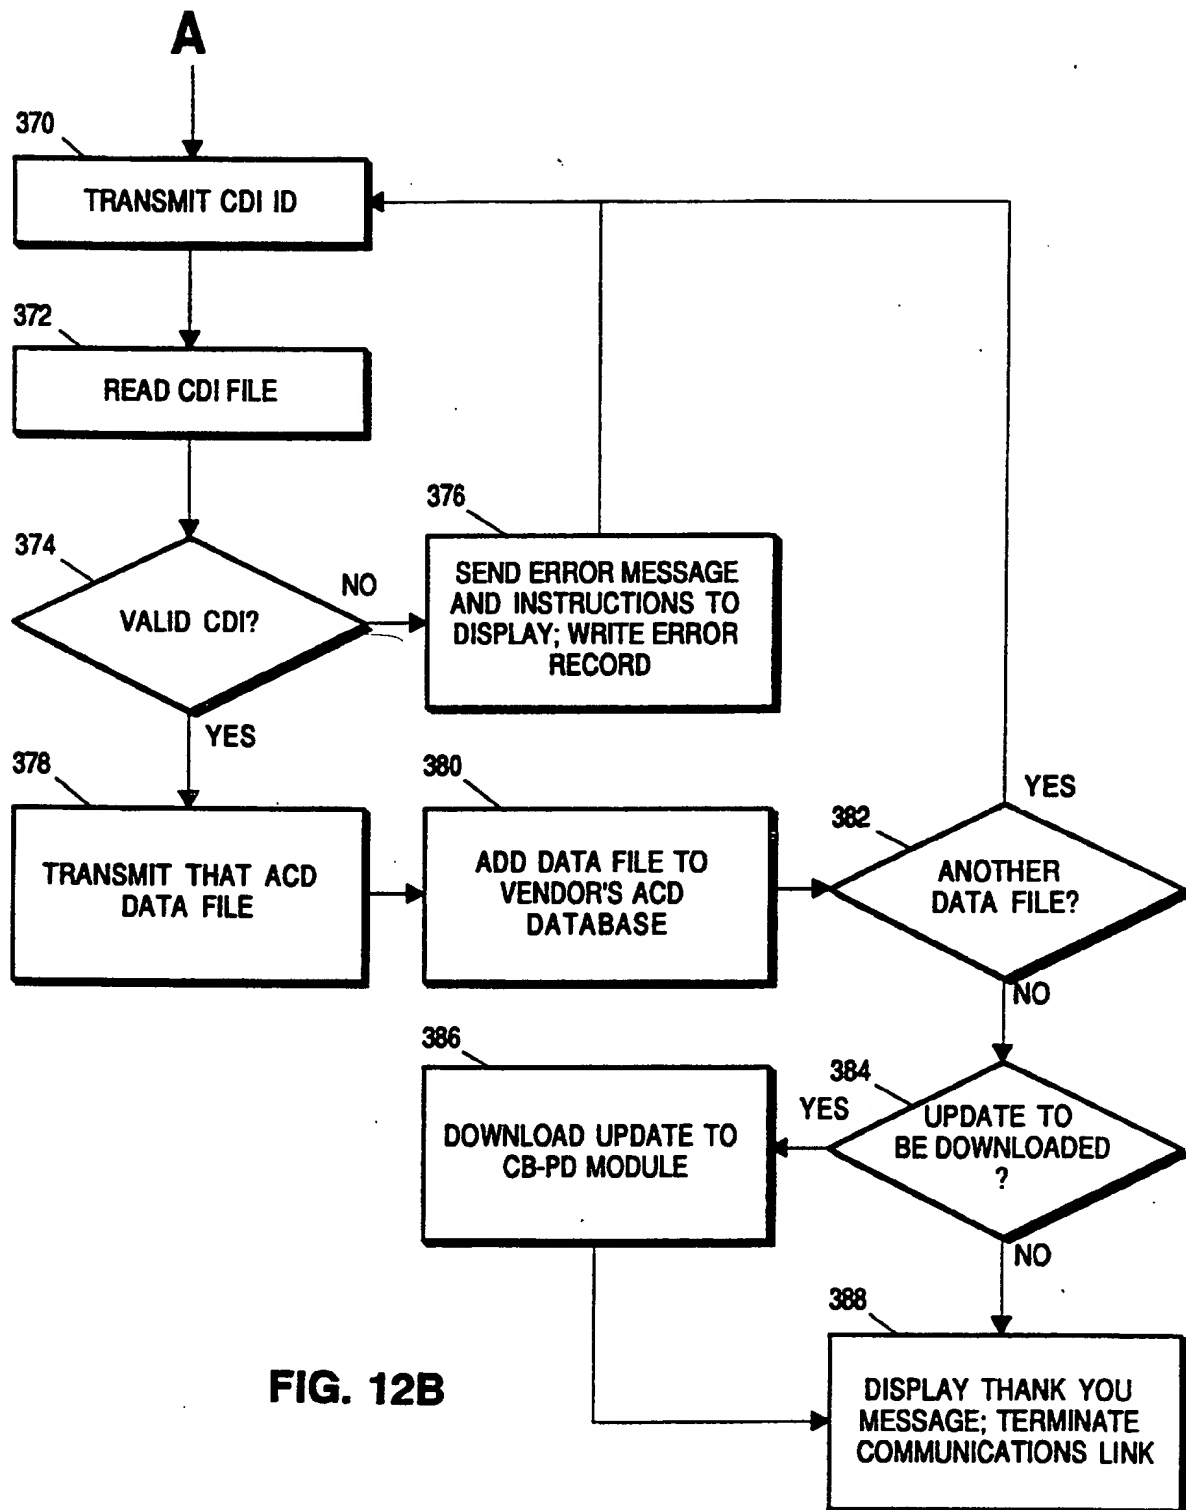 A
370
TRANSMIT CDI ID
372
READ CDI FILE
374
VALID CDI?
NO
YES
376
SEND ERROR MESSAGE
AND INSTRUCTIONS TO
DISPLAY; WRITE ERROR
RECORD
378
TRANSMIT THAT ACD
DATA FILE
380
ADD DATA FILE TO
VENDOR'S ACD
DATABASE
382
ANOTHER
DATA FILE?
YES
NO
384
UPDATE TO
BE DOWNLOADED
?
YES
NO
386
DOWNLOAD UPDATE TO
CB-PD MODULE
388
DISPLAY THANK YOU
MESSAGE; TERMINATE
COMMUNICATIONS LINK
FIG. 12B